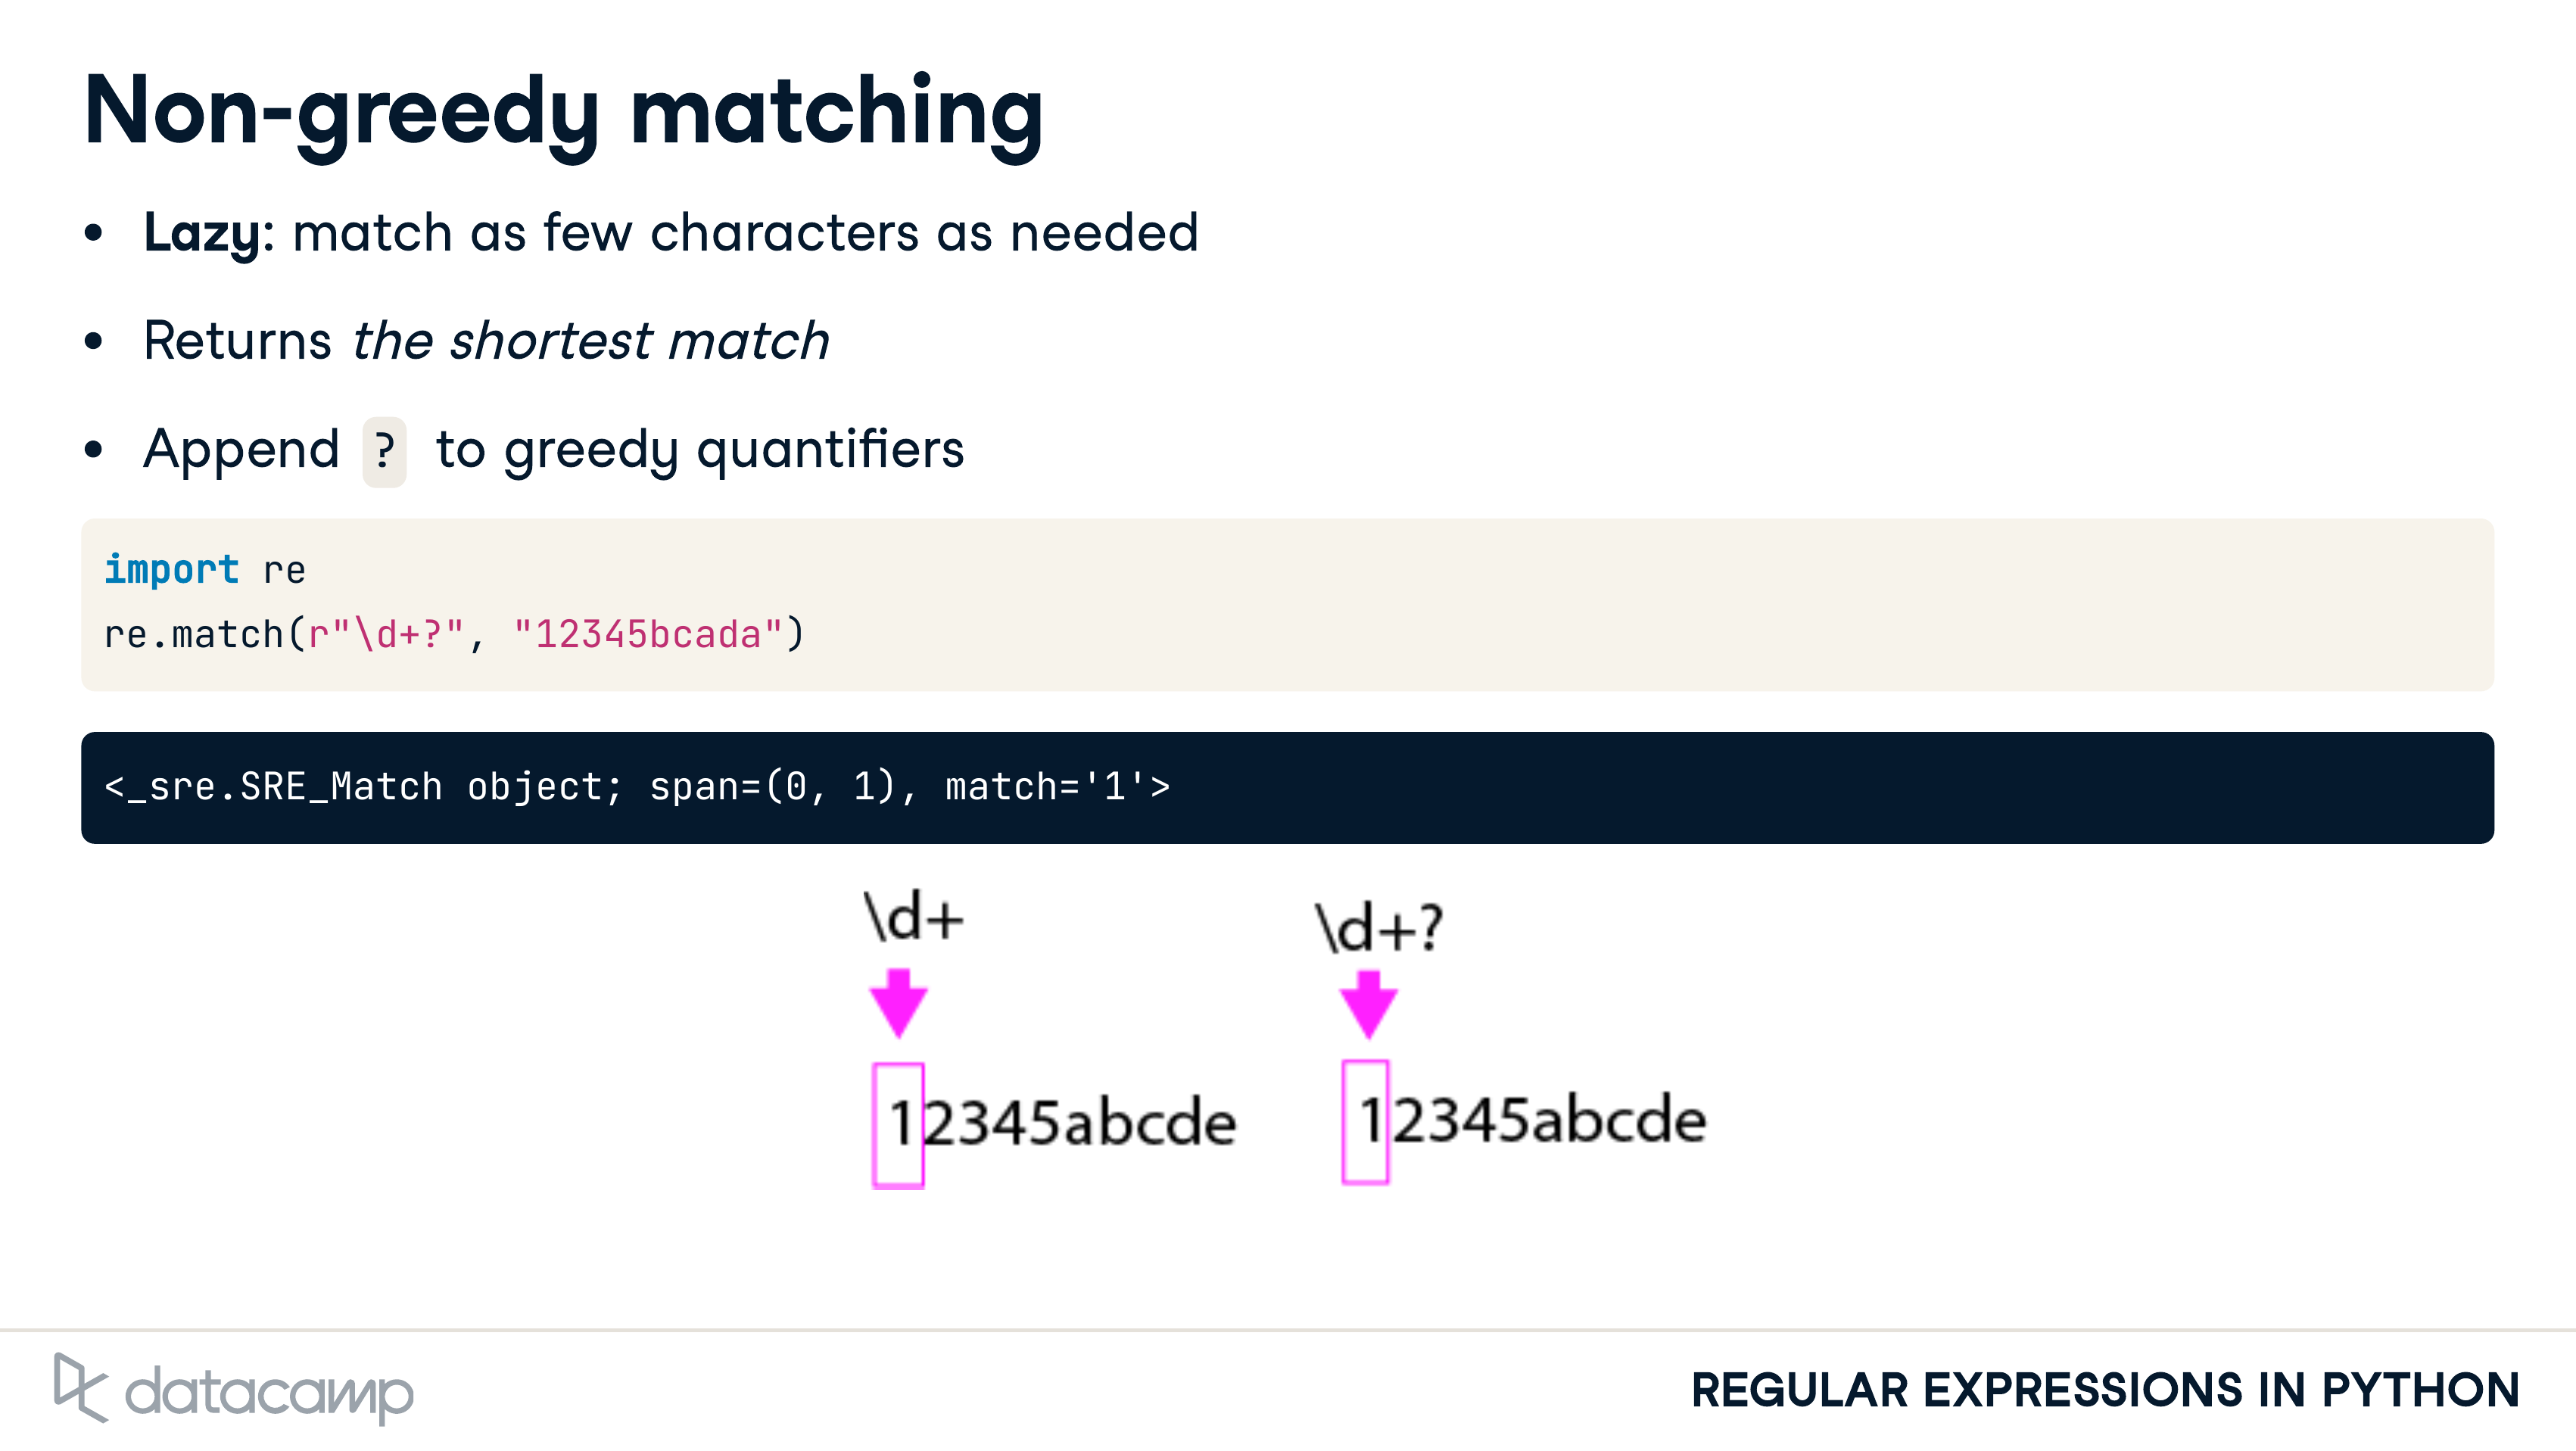 Non-greedy matching
• Lazy: match as few characters as needed
• Returns the shortest match
• Append ? to greedy quantifiers
import re
re.match(r"\d+?", "12345bcada")
<_sre.SRE_Match object; span=(0, 1), match='1'>
\d+ \d+?
12345abcde 12345abcde
datacamp REGULAR EXPRESSIONS IN PYTHON